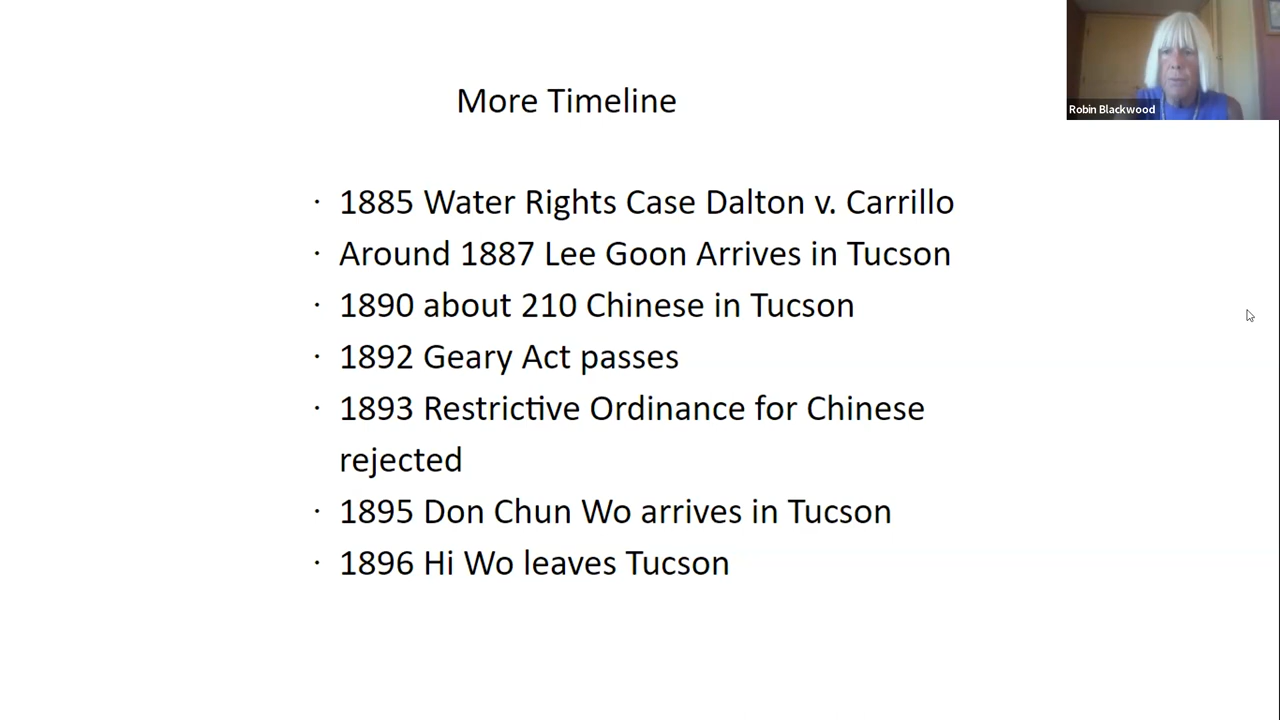 More Timeline
Robin Blackwood
· 1885 Water Rights Case Dalton v. Carrillo
· Around 1887 Lee Goon Arrives in Tucson
· 1890 about 210 Chinese in Tucson
· 1892 Geary Act passes
· 1893 Restrictive Ordinance for Chinese
rejected
· 1895 Don Chun Wo arrives in Tucson
· 1896 Hi Wo leaves Tucson